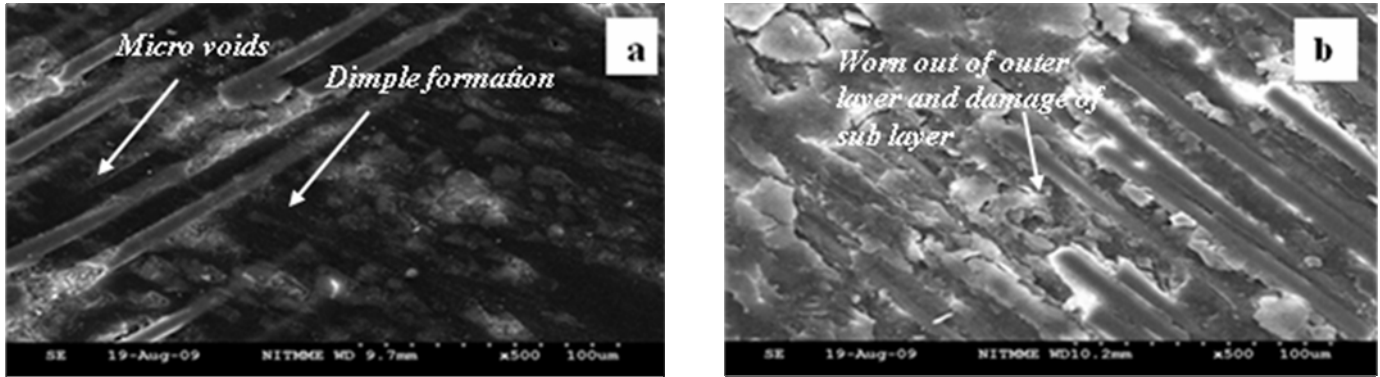 a
Micro voids
Dimple formation
SE 19-Aug-09 NITMME WD 9.7mm x500 100um
b
Worn out of outer
layer and damage of
sub layer
SE 19-Aug-09 NITMME WD10.2mm x500 100um